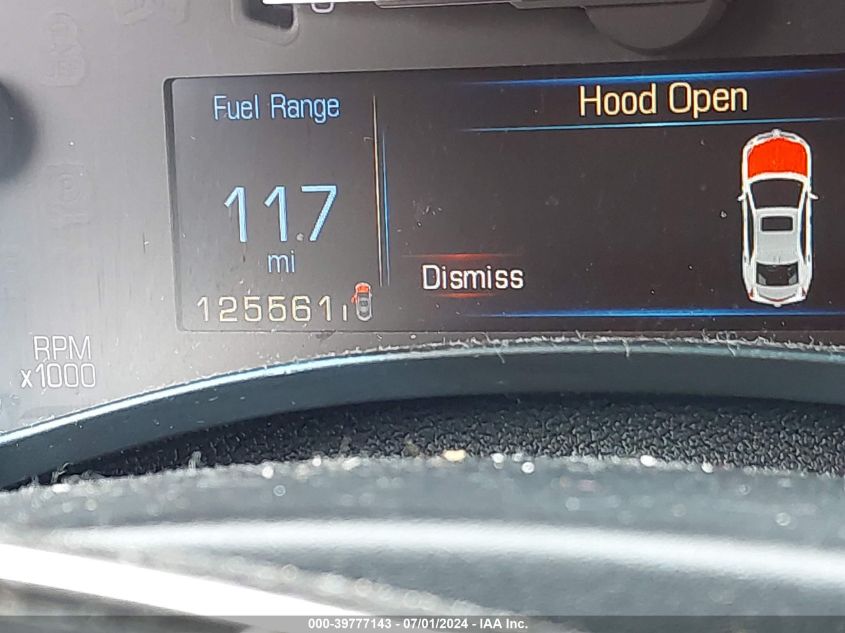 Fuel Range
117
mi
125561
Hood Open
Dismiss
RPM
x1000
000-39777143 - 07/01/2024 - IAA Inc.